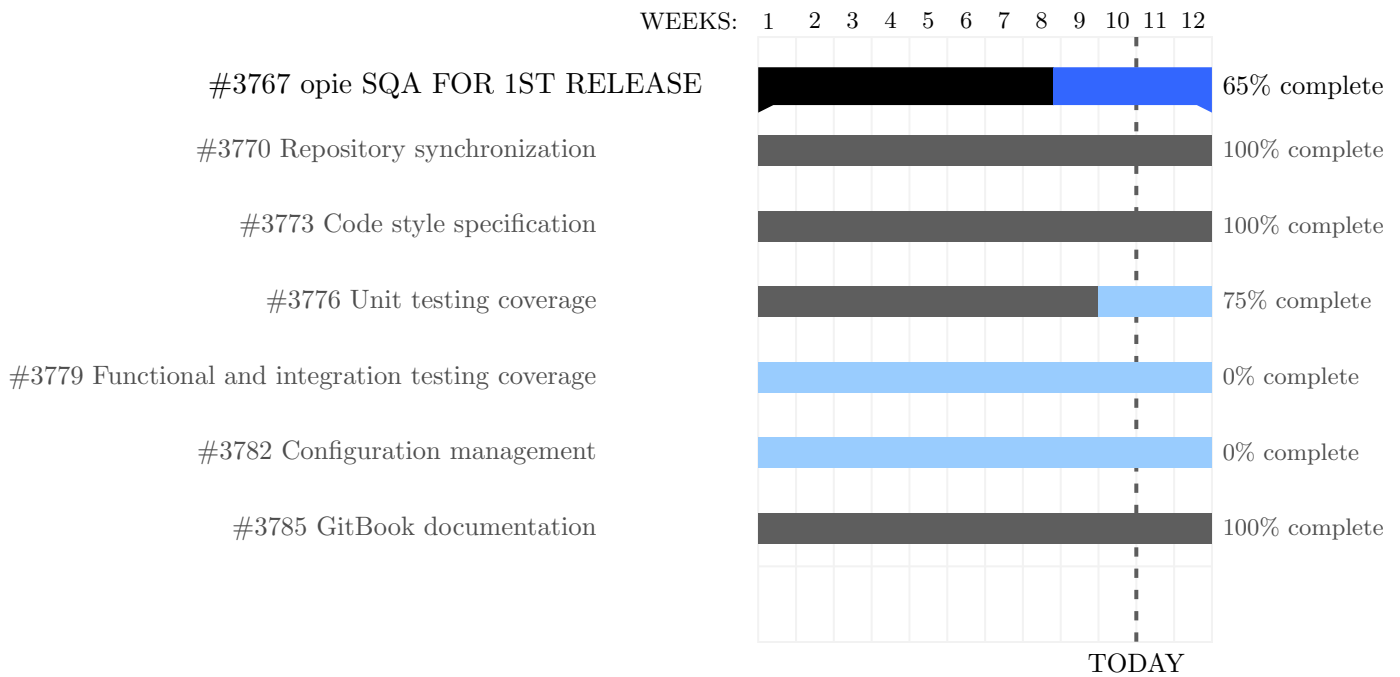 WEEKS: 1 2 3 4 5 6 7 8 9 10 11 12
#3767 opie SQA FOR 1ST RELEASE 65% complete
#3770 Repository synchronization 100% complete
#3773 Code style specification 100% complete
#3776 Unit testing coverage 75% complete
#3779 Functional and integration testing coverage 0% complete
#3782 Configuration management 0% complete
#3785 GitBook documentation 100% complete
TODAY